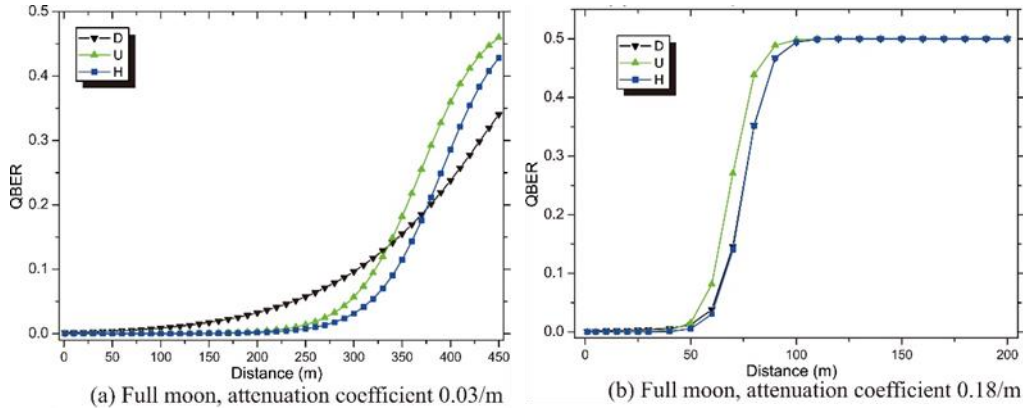 D
U
H
QBER
0.5
0.4
0.3
0.2
0.1
0.0
0 50 100 150 200 250 300 350 400 450
Distance (m)
(a) Full moon, attenuation coefficient 0.03/m
D
U
H
QBER
0.5
0.4
0.3
0.2
0.1
0.0
0 50 100 150 200
Distance (m)
(b) Full moon, attenuation coefficient 0.18/m